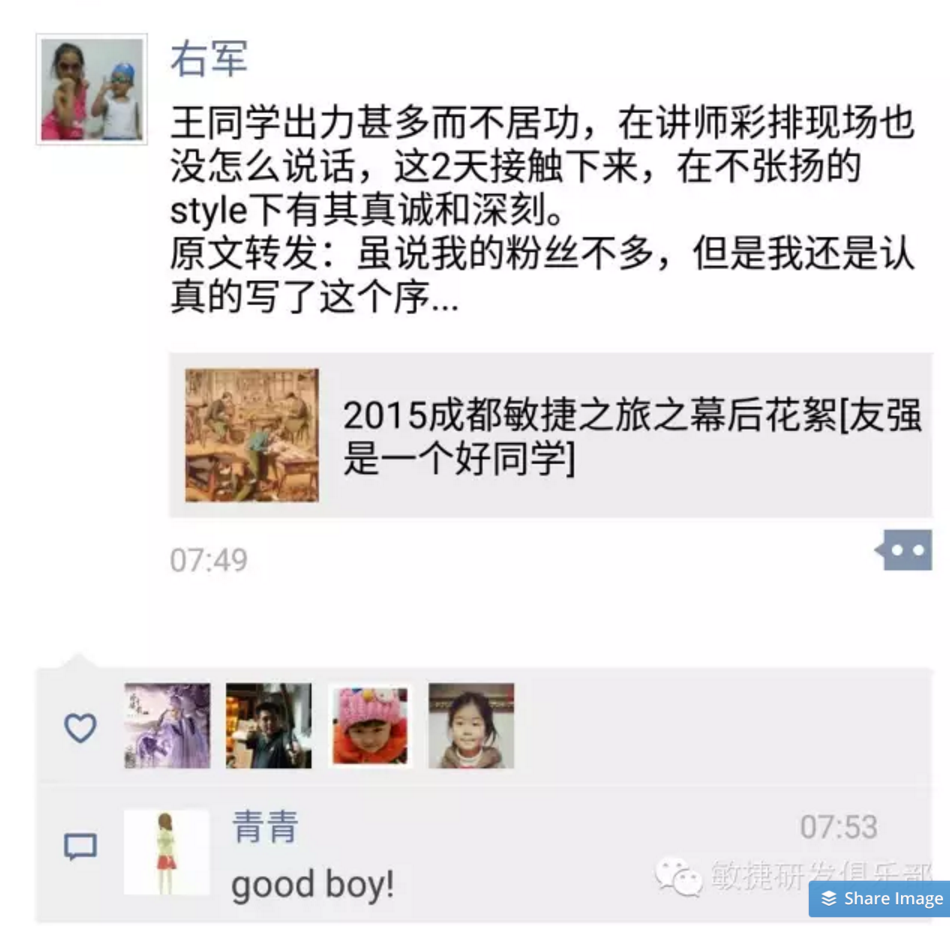 右军
王同学出力甚多而不居功，在讲师彩排现场也
没怎么说话，这2天接触下来，在不张扬的
style下有其真诚和深刻。
原文转发：虽说我的粉丝不多，但是我还是认
真的写了这个序...
2015成都敏捷之旅之幕后花絮[友强
是一个好同学]
07:49
青青
07:53
good boy!
敏捷研发俱乐部
Share Image